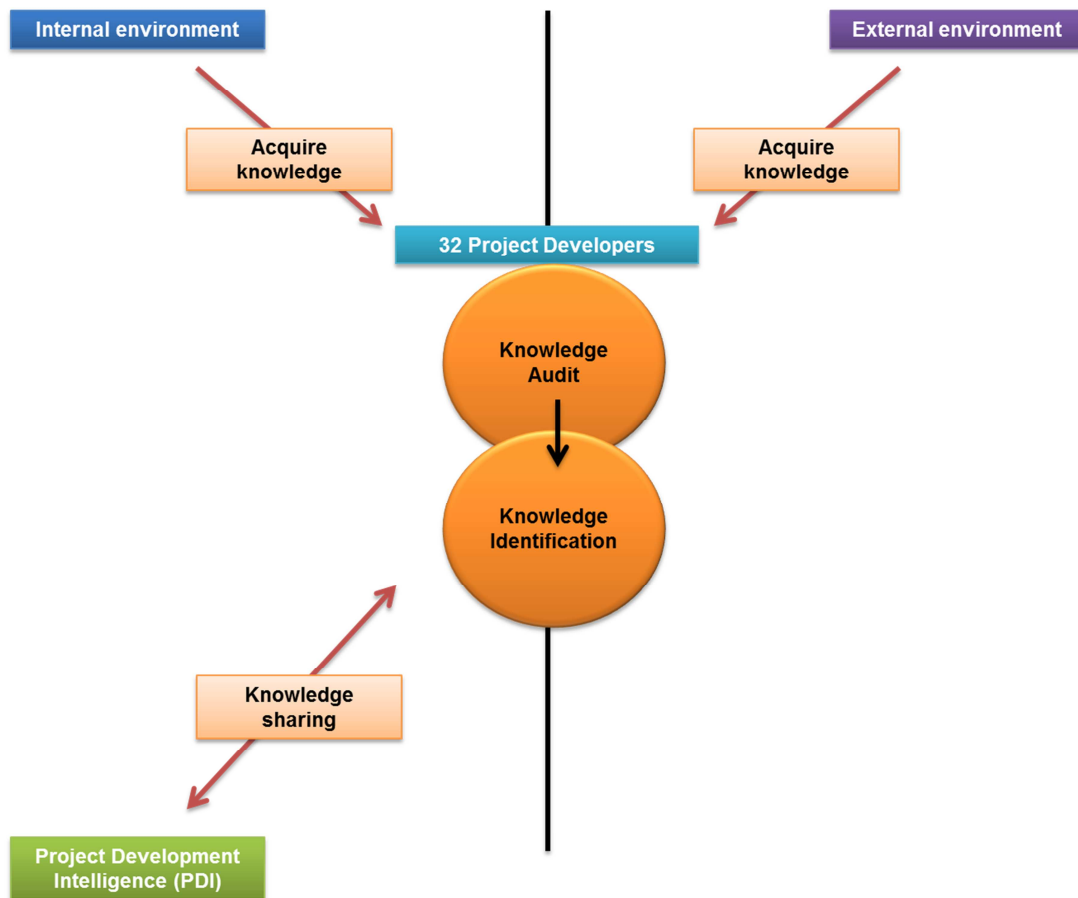 Internal environment
External environment
Acquire
knowledge
Acquire
knowledge
32 Project Developers
Knowledge
Audit
Knowledge
Identification
Knowledge
sharing
Project Development
Intelligence (PDI)